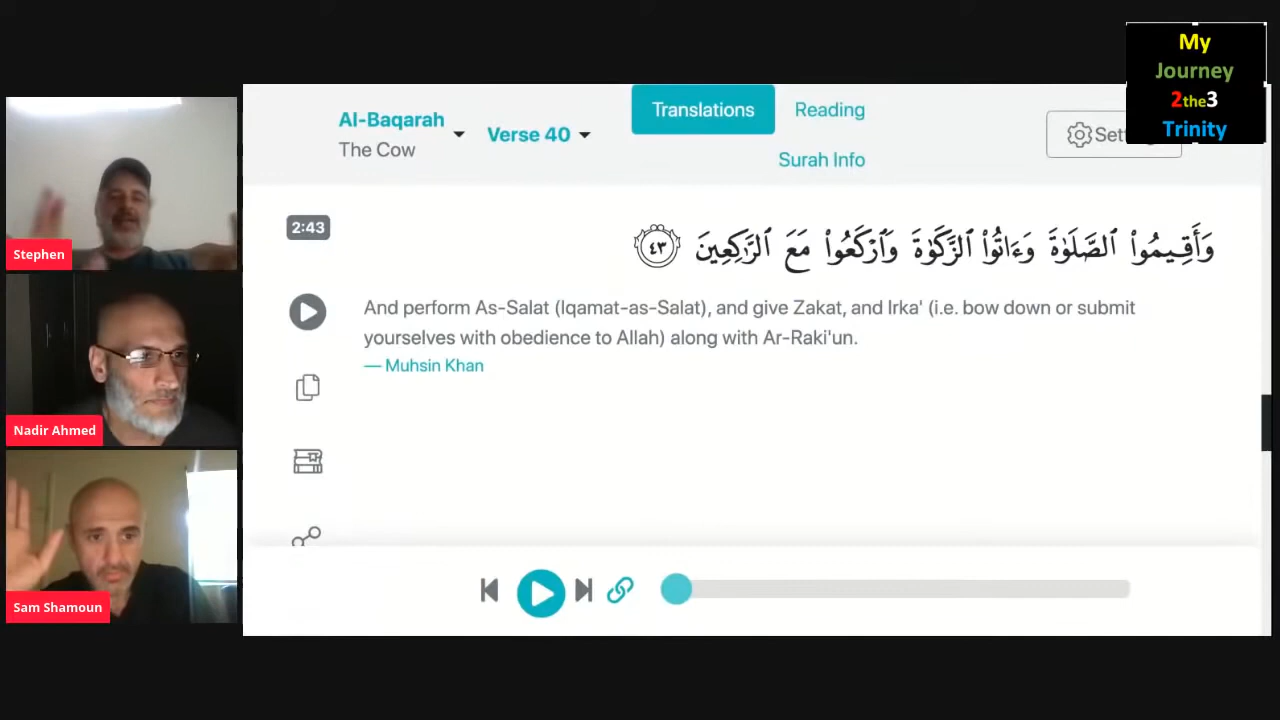 My
Journey
2the3
Trinity
Stephen
Nadir Ahmed
Sam Shamoun
Al-Baqarah
The Cow
Verse 40
Translations
Reading
Surah Info
2:43
وَأَقِيمُوا۟ ٱلصَّلَوٰةَ وَءَاتُوا۟ ٱلزَّكَوٰةَ وَٱرْكَعُوا۟ مَعَ ٱلرَّٰكِعِينَ ٤٣
And perform As-Salat (Iqamat-as-Salat), and give Zakat, and Irka' (i.e. bow down or submit
yourselves with obedience to Allah) along with Ar-Raki'un.
— Muhsin Khan